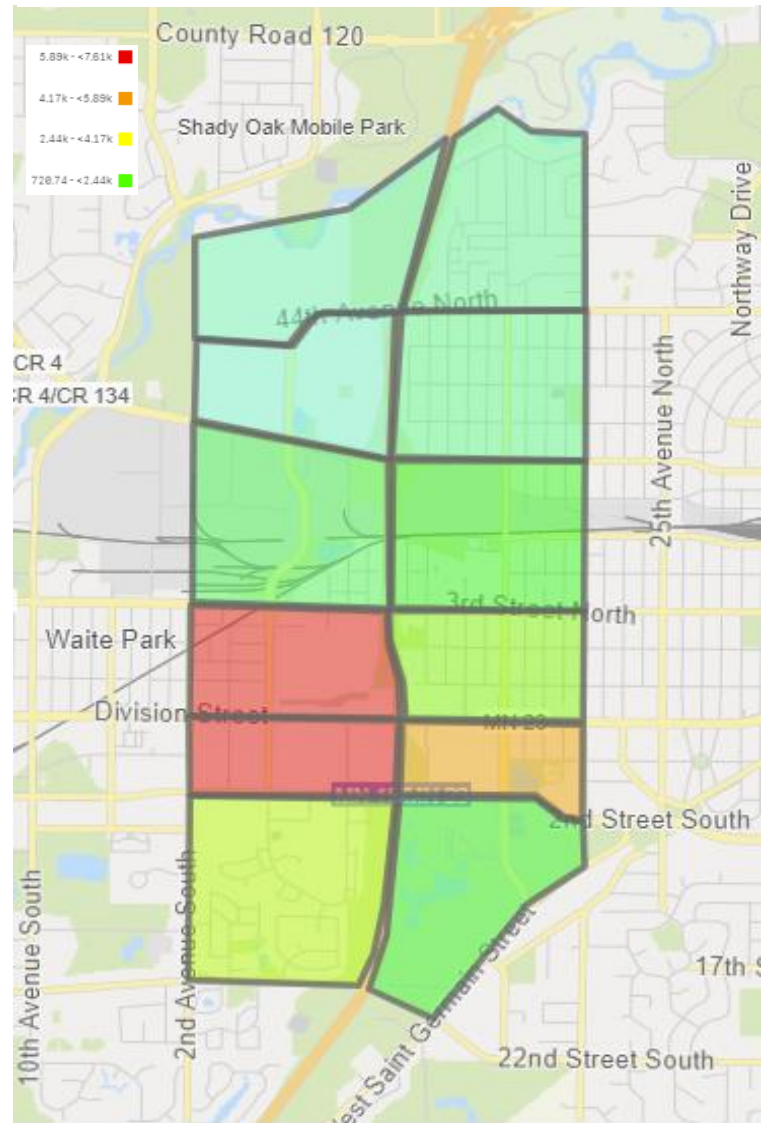 County Road 120
5.89k - <7.61k
4.17k - <5.89k
2.44k - <4.17k
720.74 - <2.44k
Shady Oak Mobile Park
Northway Drive
44th Avenue North
CR 4
CR 4/CR 134
25th Avenue North
3rd Street North
Waite Park
Division Street
MN 23
2nd Street South
10th Avenue South
2nd Avenue South
West Saint Germain Street
17th S
22nd Street South